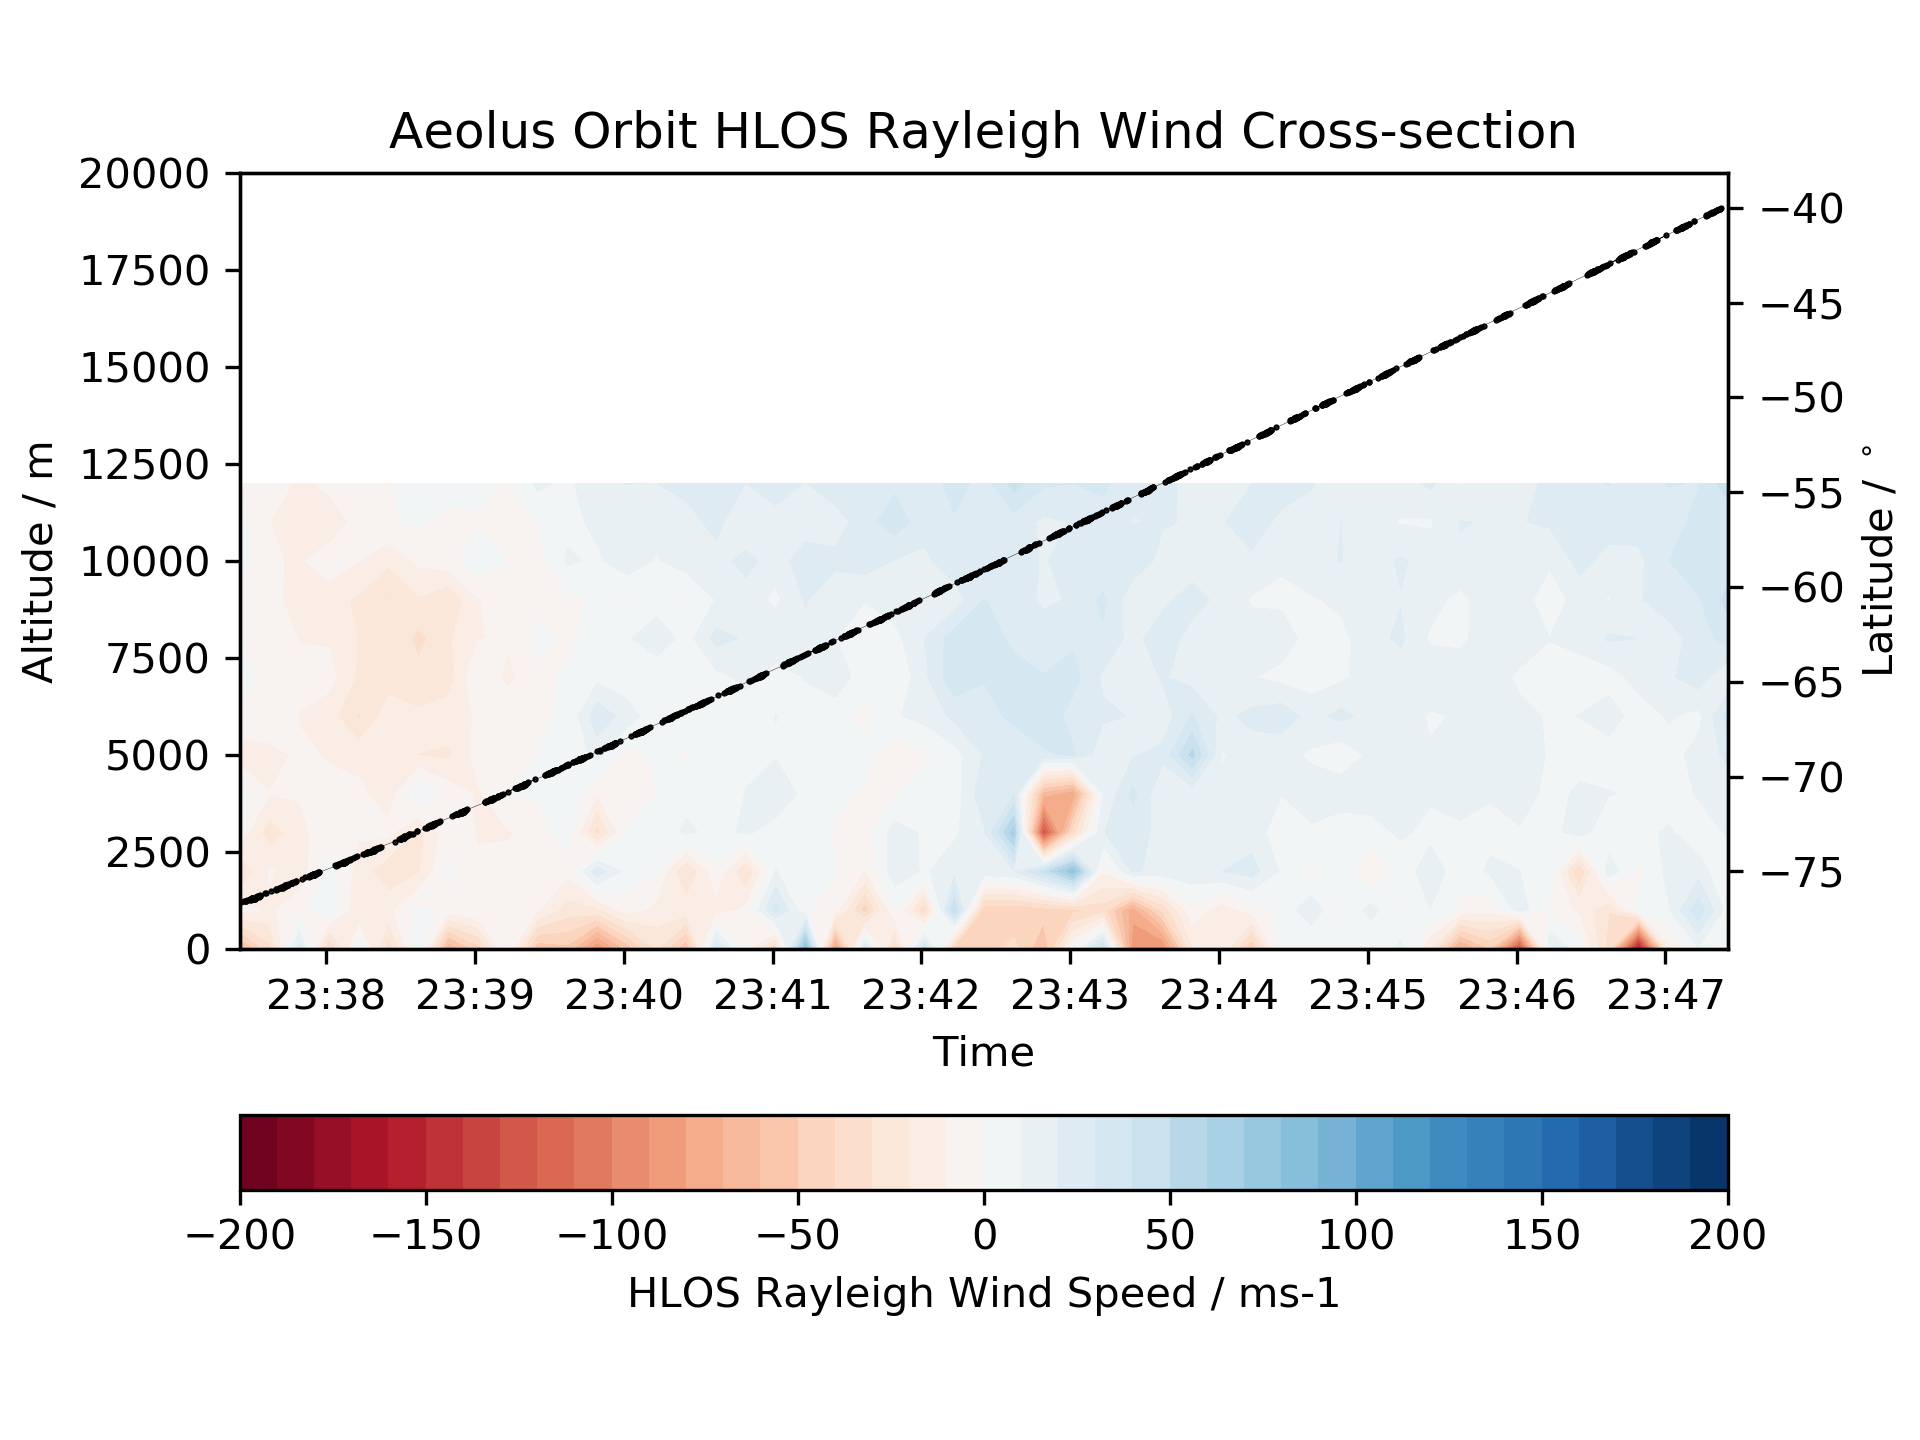 Aeolus Orbit HLOS Rayleigh Wind Cross-section
20000
17500
15000
12500
10000
7500
5000
2500
0
Altitude / m
−40
−45
−50
−55
−60
−65
−70
−75
Latitude / °
23:38 23:39 23:40 23:41 23:42 23:43 23:44 23:45 23:46 23:47
Time
−200 −150 −100 −50 0 50 100 150 200
HLOS Rayleigh Wind Speed / ms-1